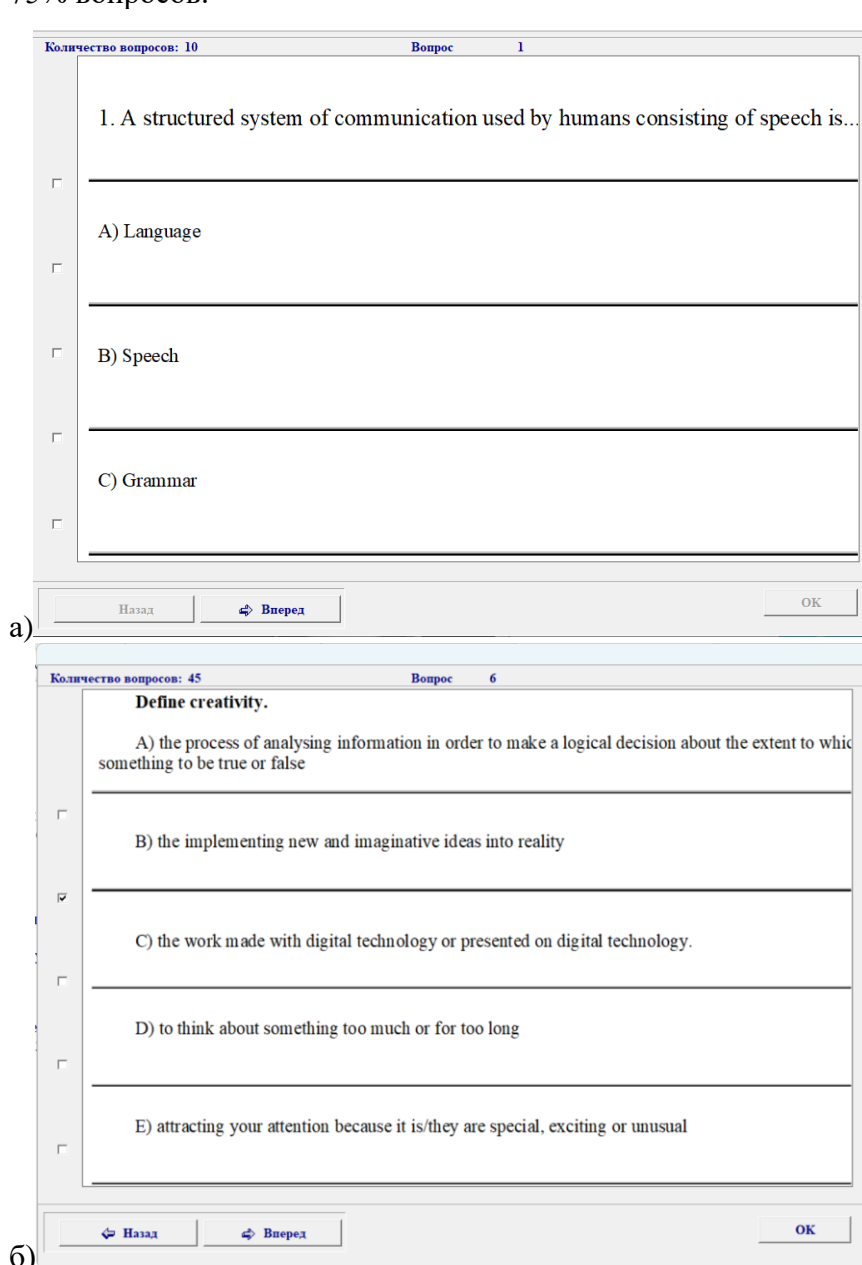 75% вопросов.
Количество вопросов: 10 Вопрос 1
1. A structured system of communication used by humans consisting of speech is...
A) Language
B) Speech
C) Grammar
Назад Вперед OK
а)
Количество вопросов: 45 Вопрос 6
Define creativity.
A) the process of analysing information in order to make a logical decision about the extent to whic
something to be true or false
B) the implementing new and imaginative ideas into reality
C) the work made with digital technology or presented on digital technology.
D) to think about something too much or for too long
E) attracting your attention because it is/they are special, exciting or unusual
Назад Вперед OK
б)